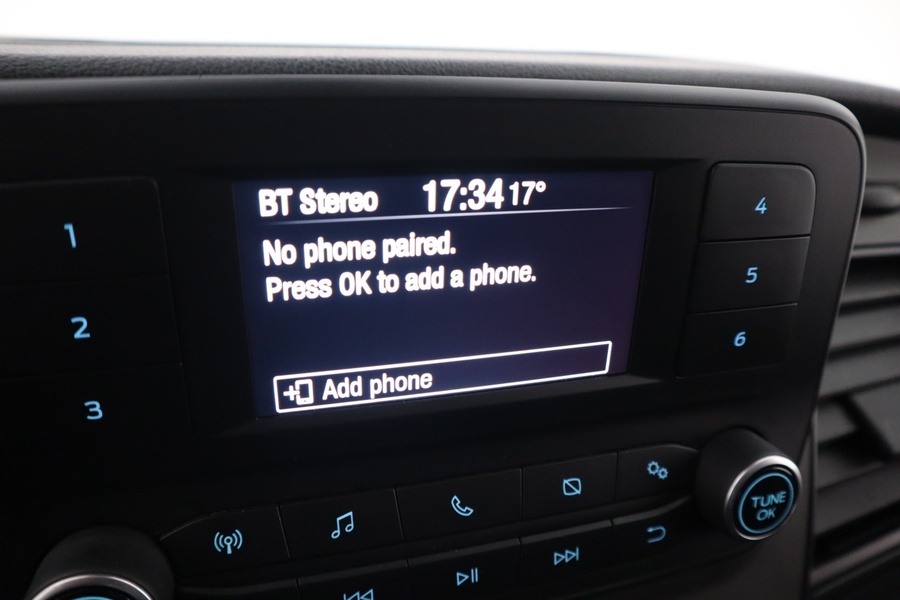 BT Stereo 17:34 17°
No phone paired.
Press OK to add a phone.
Add phone
1
2
3
4
5
6
TUNE
OK